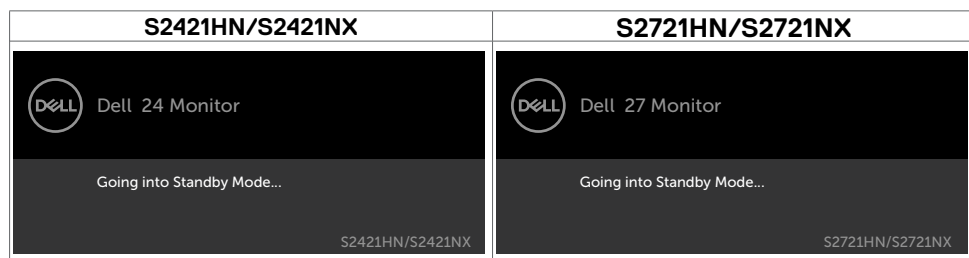 S2421HN/S2421NX
S2721HN/S2721NX
DELL Dell 24 Monitor
Going into Standby Mode...
S2421HN/S2421NX
DELL Dell 27 Monitor
Going into Standby Mode...
S2721HN/S2721NX